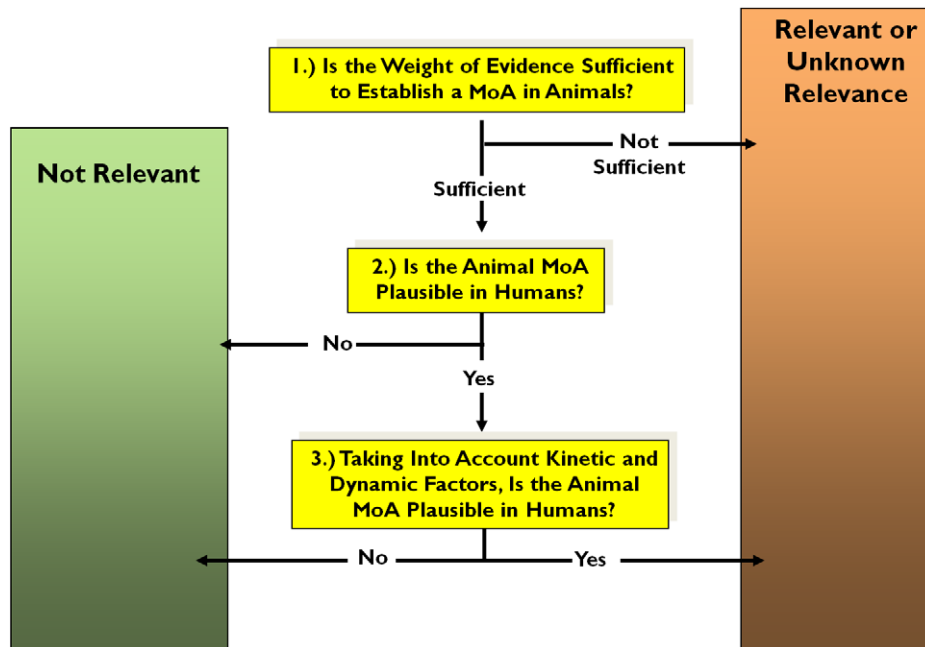 Relevant or
Unknown
Relevance
1.) Is the Weight of Evidence Sufficient
to Establish a MoA in Animals?
Not Relevant
Not
Sufficient
Sufficient
2.) Is the Animal MoA
Plausible in Humans?
No
Yes
3.) Taking Into Account Kinetic and
Dynamic Factors, Is the Animal
MoA Plausible in Humans?
No
Yes